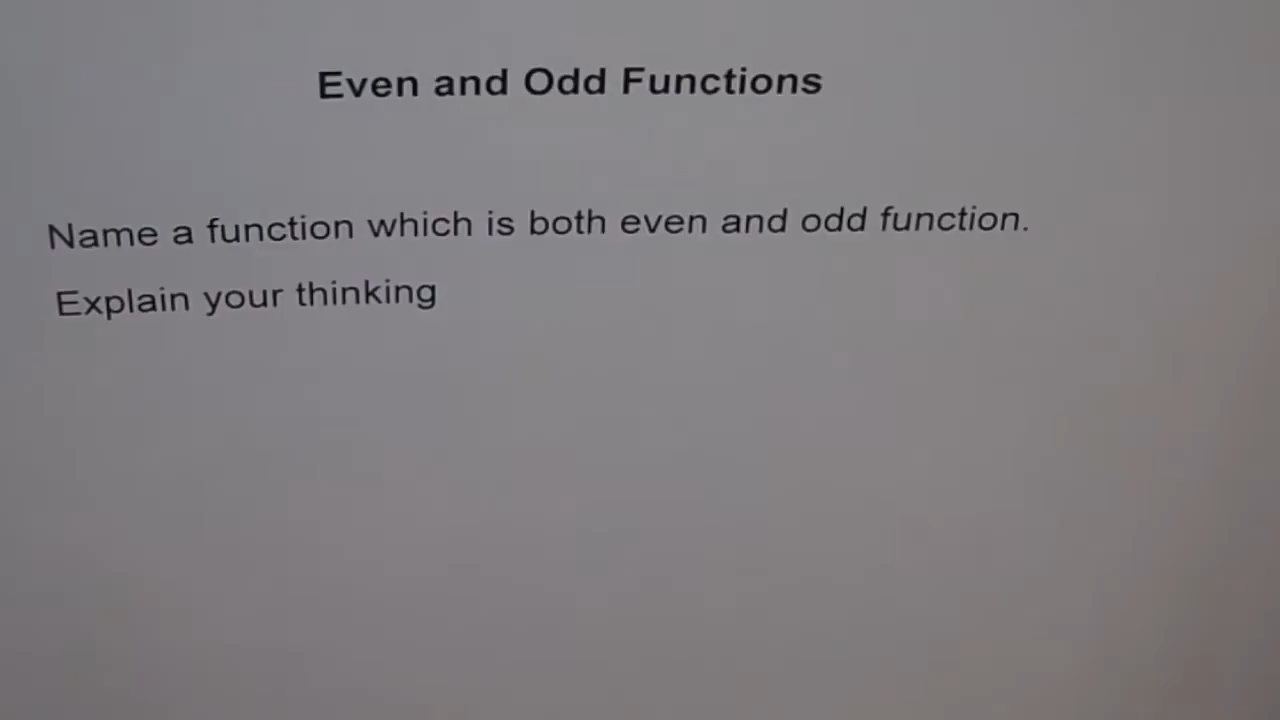 Even and Odd Functions
Name a function which is both even and odd function.
Explain your thinking